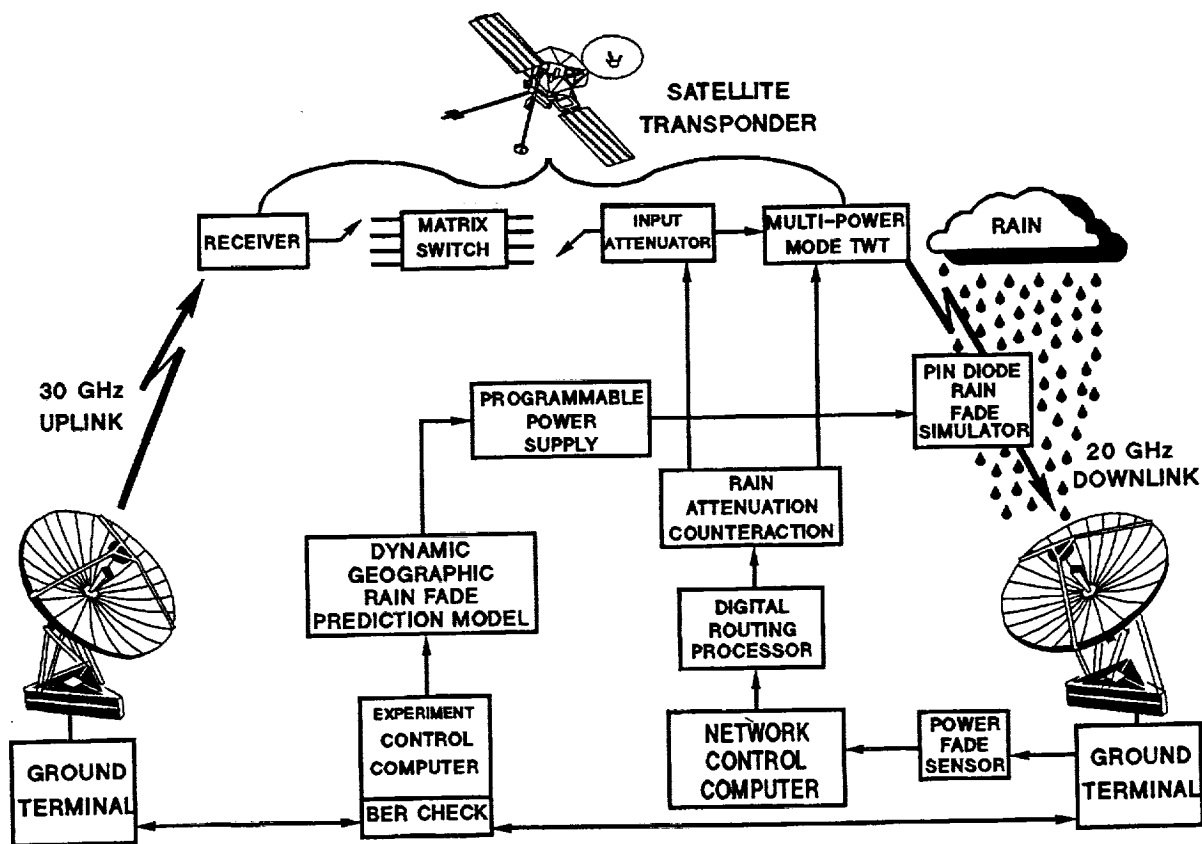 SATELLITE
TRANSPONDER
RECEIVER
MATRIX
SWITCH
INPUT
ATTENUATOR
MULTI-POWER
MODE TWT
RAIN
30 GHz
UPLINK
PROGRAMMABLE
POWER
SUPPLY
PIN DIODE
RAIN
FADE
SIMULATOR
20 GHz
DOWNLINK
RAIN
ATTENUATION
COUNTERACTION
DYNAMIC
GEOGRAPHIC
RAIN FADE
PREDICTION MODEL
DIGITAL
ROUTING
PROCESSOR
EXPERIMENT
CONTROL
COMPUTER
BER CHECK
NETWORK
CONTROL
COMPUTER
POWER
FADE
SENSOR
GROUND
TERMINAL
GROUND
TERMINAL